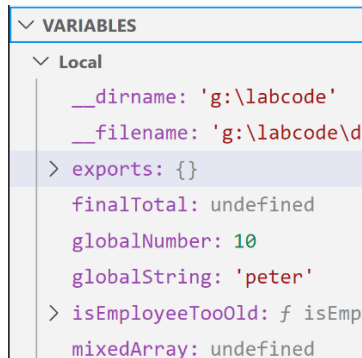 VARIABLES
Local
__dirname: 'g:\labcode'
__filename: 'g:\labcode\d
exports: {}
finalTotal: undefined
globalNumber: 10
globalString: 'peter'
isEmployeeTooOld: ƒ isEmp
mixedArray: undefined